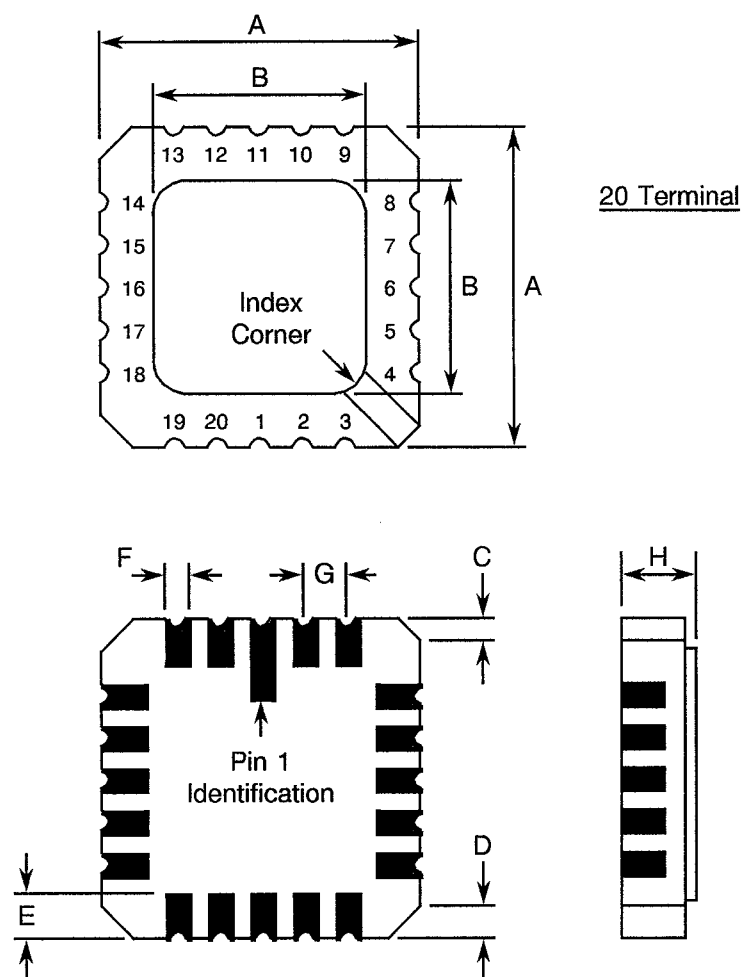 A
B
13 12 11 10 9
20 Terminal
14 8
15 7
16 6
17 5
18 4
B
A
Index
Corner
19 20 1 2 3
F
G
C
H
Pin 1
Identification
D
E